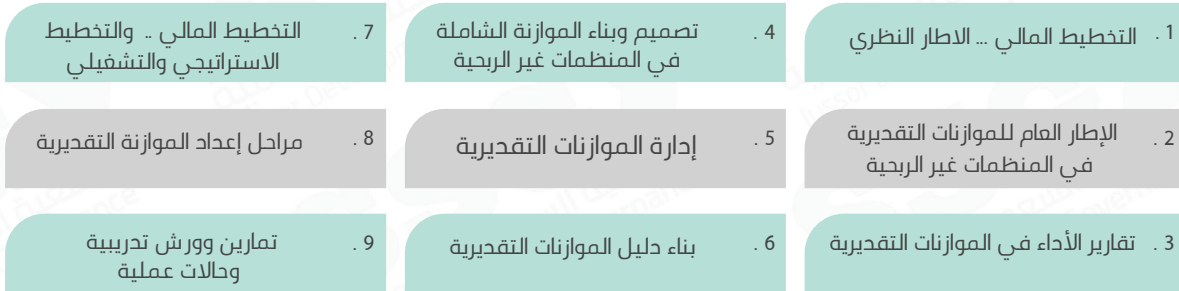 1 . التخطيط المالي ... الاطار النظري
2 . الإطار العام للموازنات التقديرية
في المنظمات غير الربحية
3 . تقارير الأداء في الموازنات التقديرية
4 . تصميم وبناء الموازنة الشاملة
في المنظمات غير الربحية
5 . إدارة الموازنات التقديرية
6 . بناء دليل الموازنات التقديرية
7 . التخطيط المالي .. والتخطيط
الاستراتيجي والتشغيلي
8 . مراحل إعداد الموازنة التقديرية
9 . تمارين وورش تدريبية
وحالات عملية